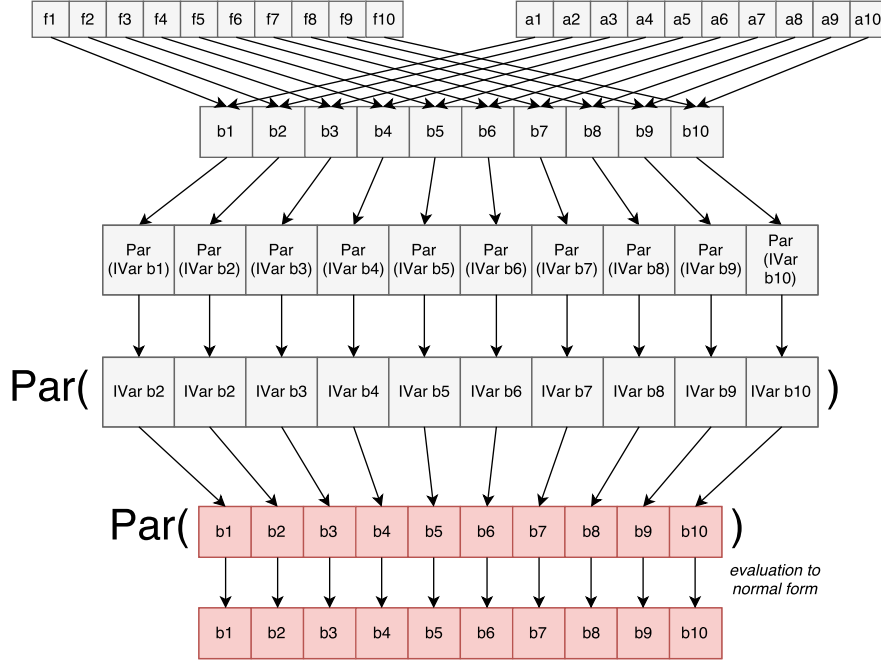 f1 f2 f3 f4 f5 f6 f7 f8 f9 f10 a1 a2 a3 a4 a5 a6 a7 a8 a9 a10
b1 b2 b3 b4 b5 b6 b7 b8 b9 b10
Par (IVar b1)
Par (IVar b2)
Par (IVar b3)
Par (IVar b4)
Par (IVar b5)
Par (IVar b6)
Par (IVar b7)
Par (IVar b8)
Par (IVar b9)
Par (IVar b10)
Par( IVar b2 IVar b2 IVar b3 IVar b4 IVar b5 IVar b6 IVar b7 IVar b8 IVar b9 IVar b10 )
Par( b1 b2 b3 b4 b5 b6 b7 b8 b9 b10 )
evaluation to
normal form
b1 b2 b3 b4 b5 b6 b7 b8 b9 b10